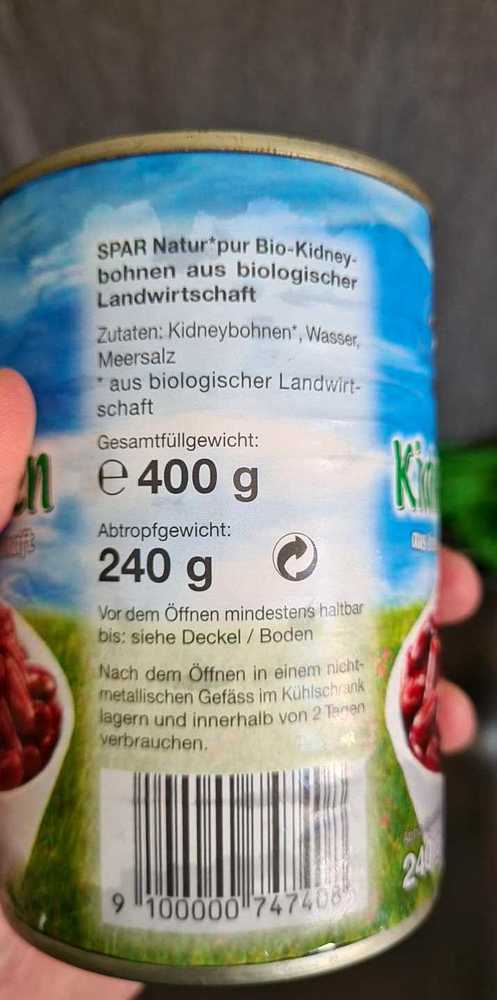 SPAR Natur*pur Bio-Kidney-
bohnen aus biologischer
Landwirtschaft
Zutaten: Kidneybohnen*, Wasser,
Meersalz
* aus biologischer Landwirt-
schaft
Gesamtfüllgewicht:
℮ 400 g
Abtropfgewicht:
240 g
Vor dem Öffnen mindestens haltbar
bis: siehe Deckel / Boden
Nach dem Öffnen in einem nicht-
metallischen Gefäss im Kühlschrank
lagern und innerhalb von 2 Tagen
verbrauchen.
9 100000 747408